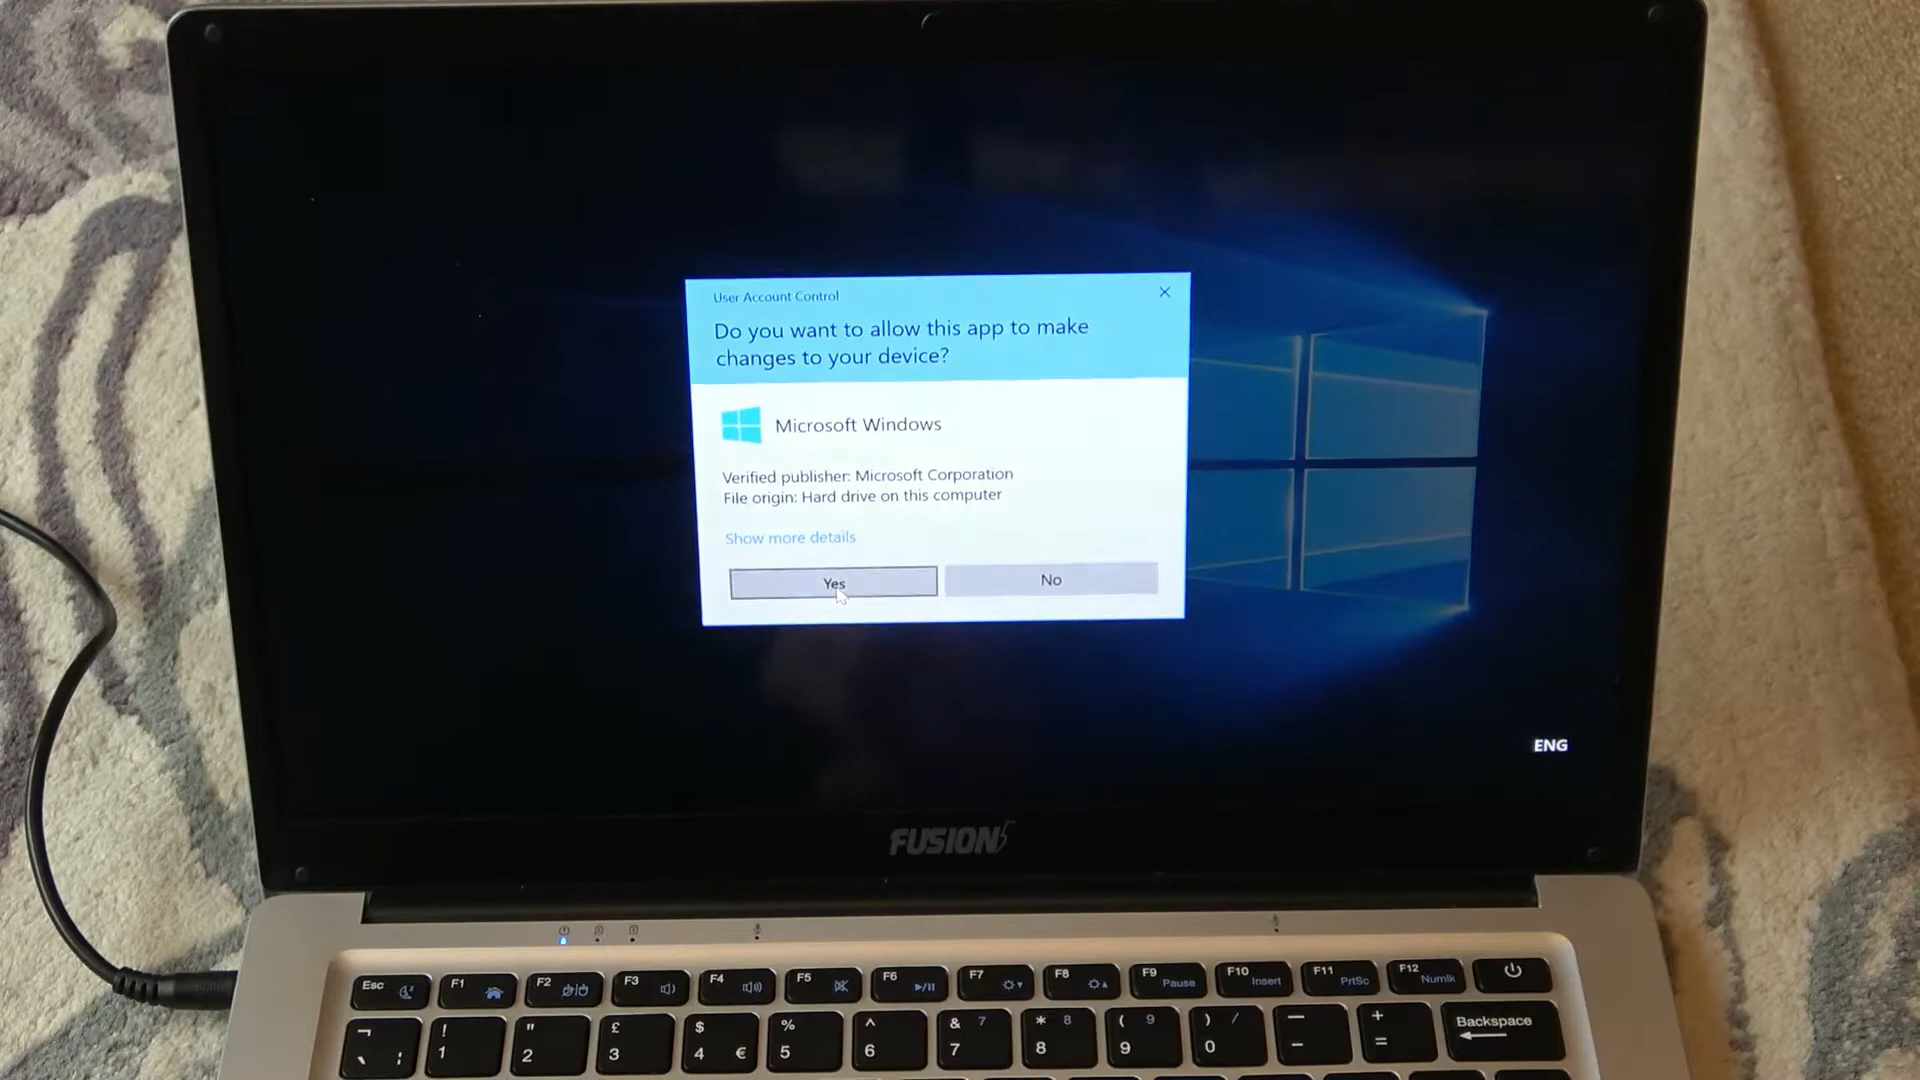 User Account Control
Do you want to allow this app to make
changes to your device?
Microsoft Windows
Verified publisher: Microsoft Corporation
File origin: Hard drive on this computer
Show more details
Yes No
ENG
FUSION5
Esc F1 F2 F3 F4 F5 F6 F7 F8 F9 Pause F10 Insert F11 PrtSc F12 Numlk
¬ ! " £ $ % ^ & 7 * 8 ( 9 ) / — + Backspace
` ¦ 1 2 3 4 € 5 6 7 8 9 0 - =